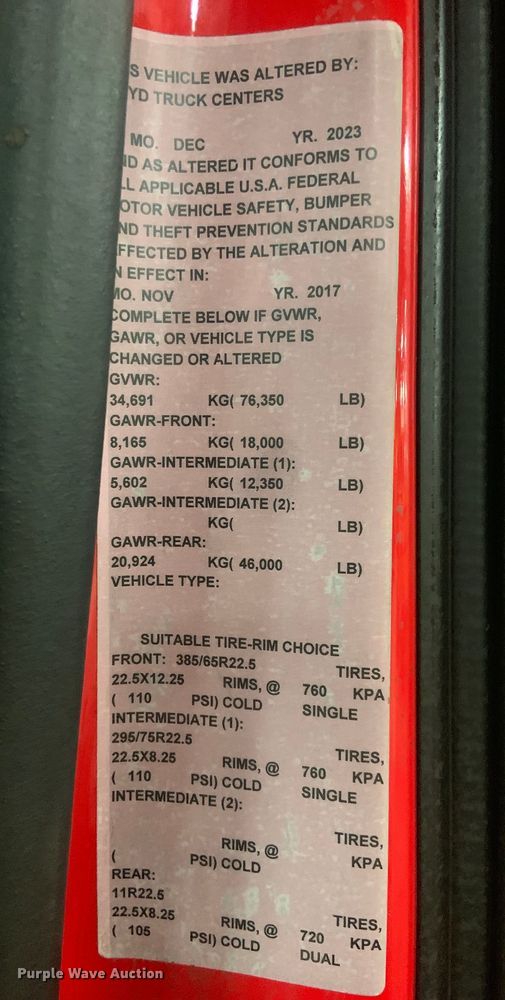 S VEHICLE WAS ALTERED BY:
YD TRUCK CENTERS
MO. DEC YR. 2023
ND AS ALTERED IT CONFORMS TO
LL APPLICABLE U.S.A. FEDERAL
OTOR VEHICLE SAFETY, BUMPER
ND THEFT PREVENTION STANDARDS
FFECTED BY THE ALTERATION AND
N EFFECT IN:
MO. NOV YR. 2017
COMPLETE BELOW IF GVWR,
GAWR, OR VEHICLE TYPE IS
CHANGED OR ALTERED
GVWR:
34,691 KG( 76,350 LB)
GAWR-FRONT:
8,165 KG( 18,000 LB)
GAWR-INTERMEDIATE (1):
5,602 KG( 12,350 LB)
GAWR-INTERMEDIATE (2):
KG( LB)
GAWR-REAR:
20,924 KG( 46,000 LB)
VEHICLE TYPE:
SUITABLE TIRE-RIM CHOICE
FRONT: 385/65R22.5 TIRES,
22.5X12.25 RIMS, @ 760 KPA
( 110 PSI) COLD SINGLE
INTERMEDIATE (1):
295/75R22.5 TIRES,
22.5X8.25 RIMS, @ 760 KPA
( 110 PSI) COLD SINGLE
INTERMEDIATE (2):
TIRES,
RIMS, @ KPA
( PSI) COLD
REAR:
11R22.5 TIRES,
22.5X8.25 RIMS, @ 720 KPA
( 105 PSI) COLD DUAL
Purple Wave Auction